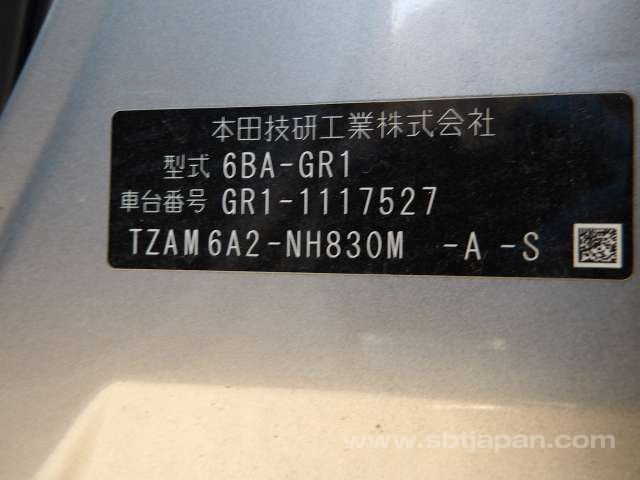 本田技研工業株式会社
型式 6BA-GR1
車台番号 GR1-1117527
TZAM6A2-NH830M -A -S
www.sbtjapan.com